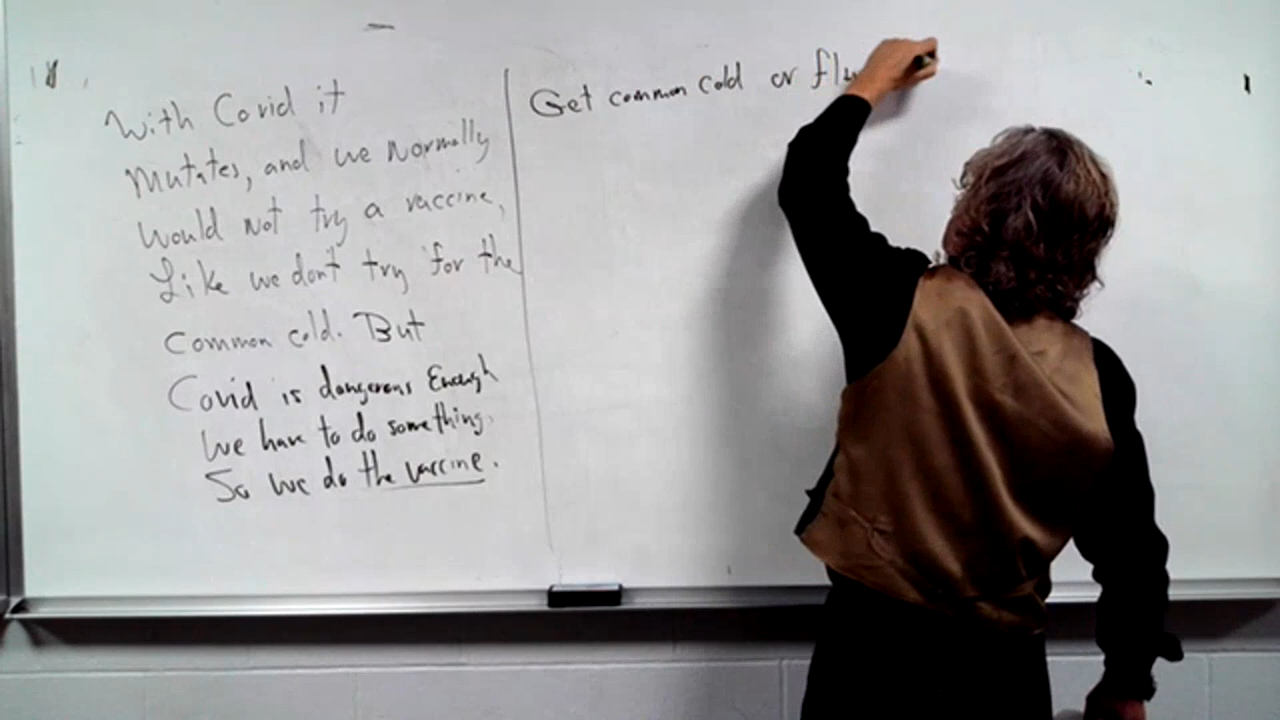 With Covid it
Mutates, and we normally
Would not try a vaccine,
Like we don't try for the
Common cold. But
Covid is dangerous Enough
We have to do something.
So we do the vaccine.
Get common cold or flu